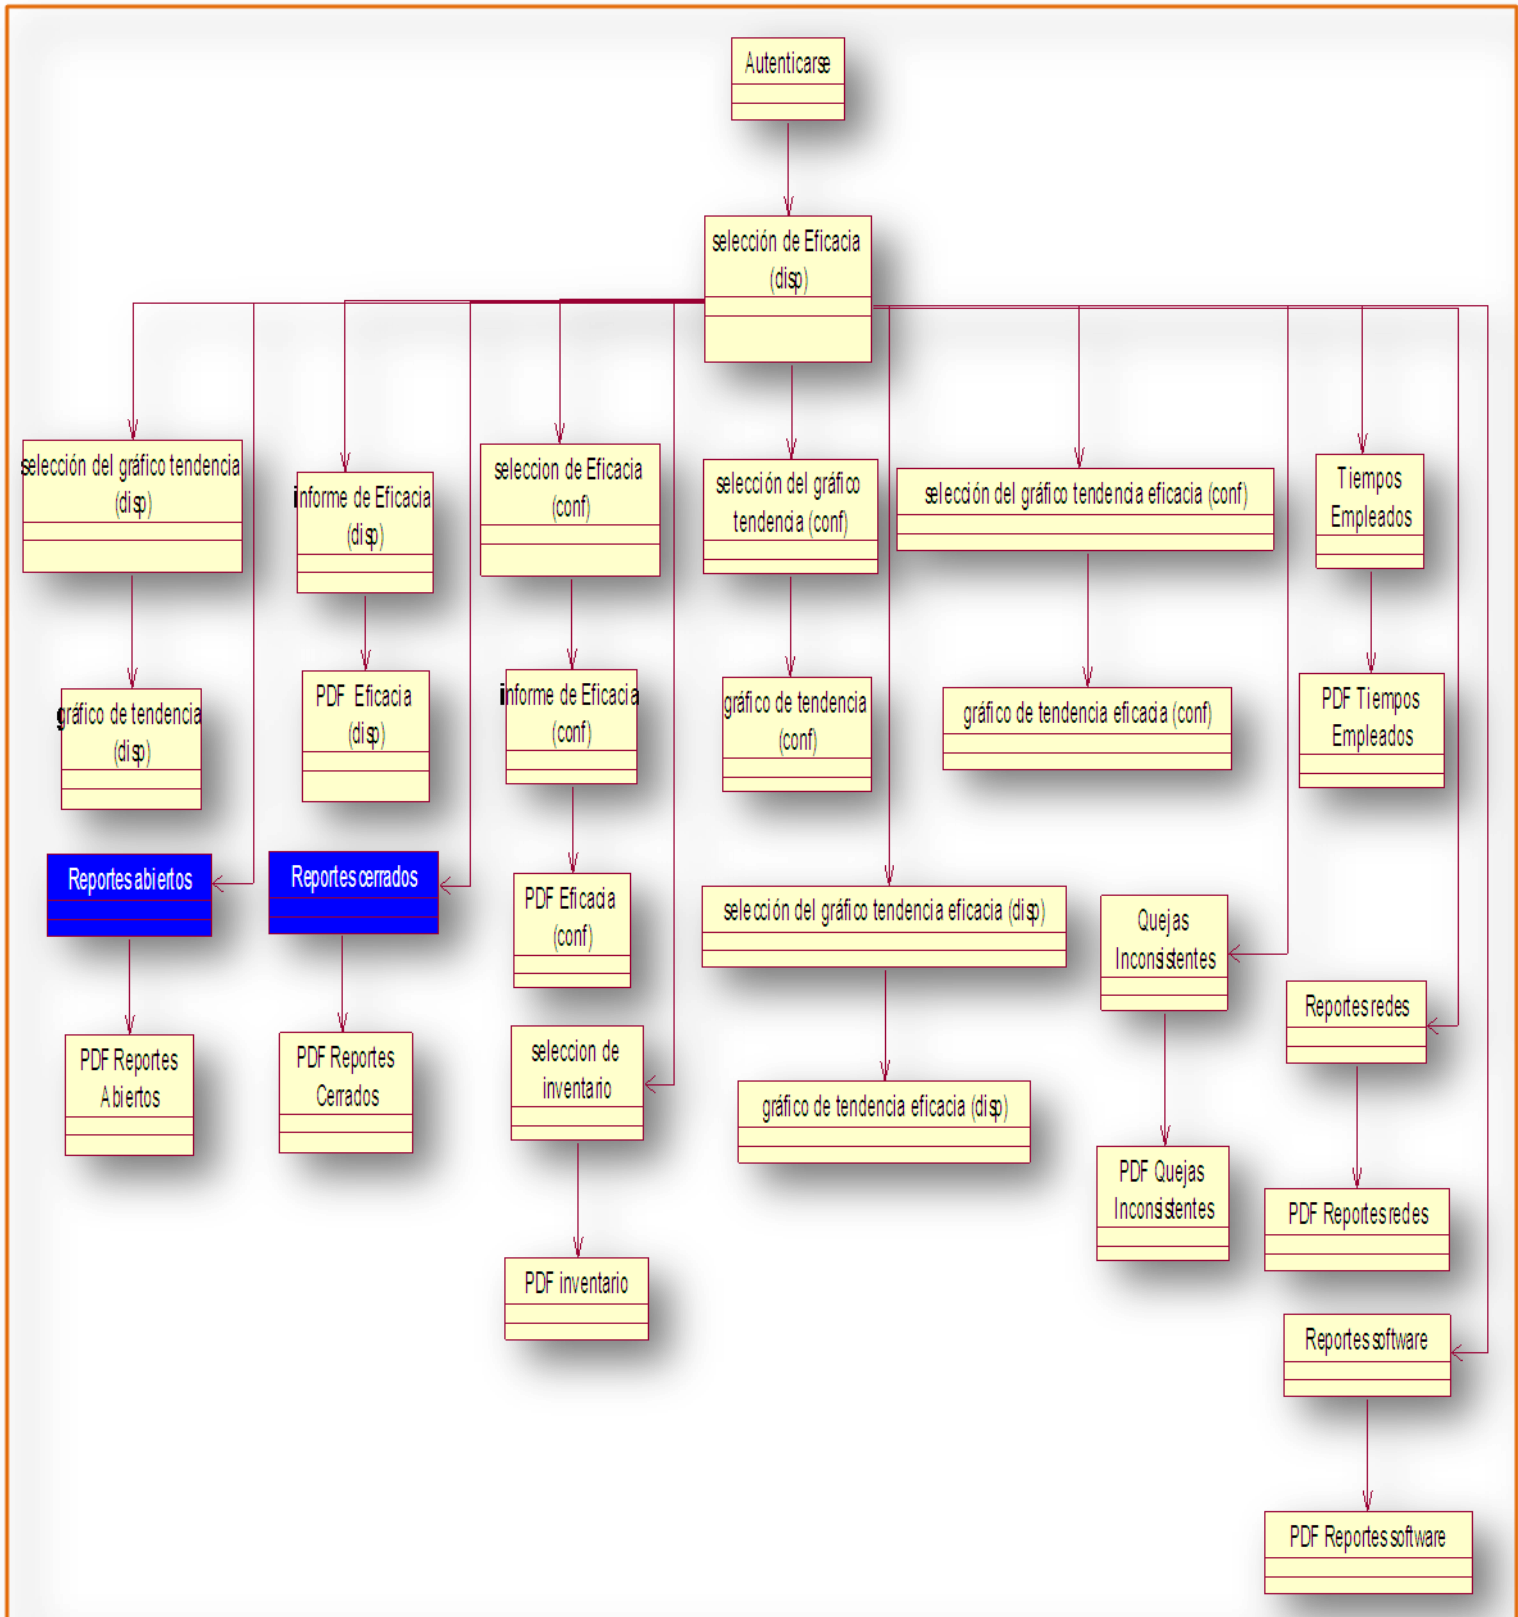 Autenticarse
selección de Eficacia
(disp)
selección del gráfico tendencia
(disp)
informe de Eficacia
(disp)
seleccion de Eficacia
(conf)
selección del gráfico
tendencia (conf)
selección del gráfico tendencia eficacia (conf)
Tiempos
Empleados
gráfico de tendencia
(disp)
PDF Eficacia
(disp)
informe de Eficacia
(conf)
gráfico de tendencia
(conf)
gráfico de tendencia eficacia (conf)
PDF Tiempos
Empleados
Reportes abiertos
Reportes cerrados
PDF Eficacia
(conf)
selección del gráfico tendencia eficacia (disp)
Quejas
Inconsistentes
Reportes redes
PDF Reportes
Abiertos
PDF Reportes
Cerrados
seleccion de
inventario
gráfico de tendencia eficacia (disp)
PDF Quejas
Inconsistentes
PDF Reportes redes
PDF inventario
Reportes software
PDF Reportes software